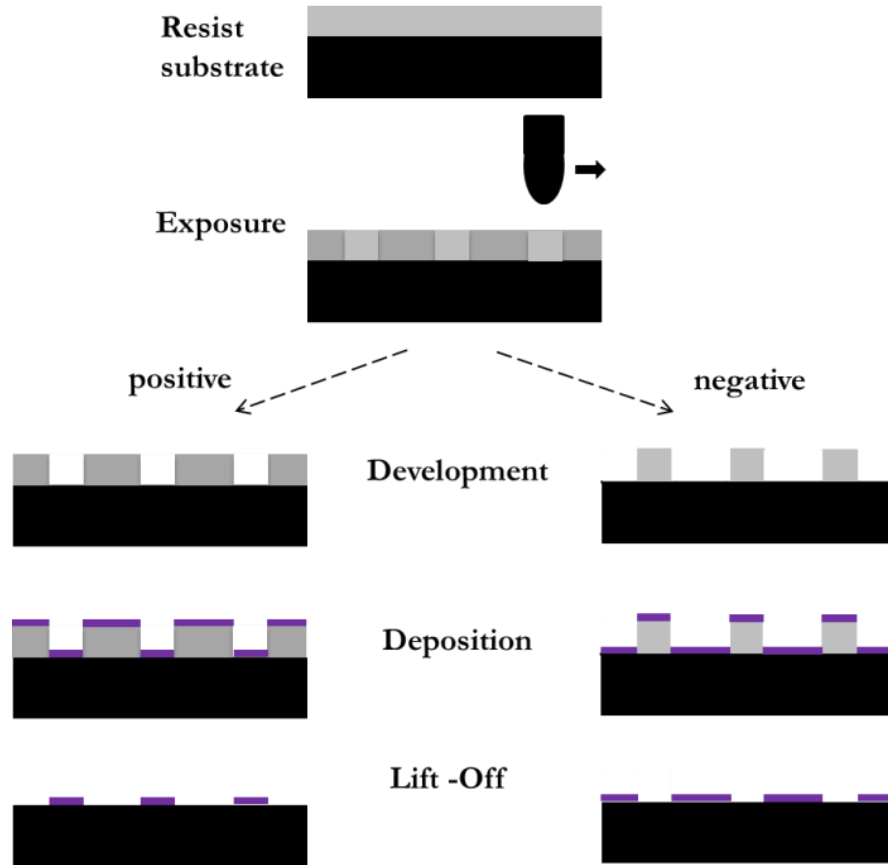 Resist
substrate
Exposure
positive
negative
Development
Deposition
Lift -Off